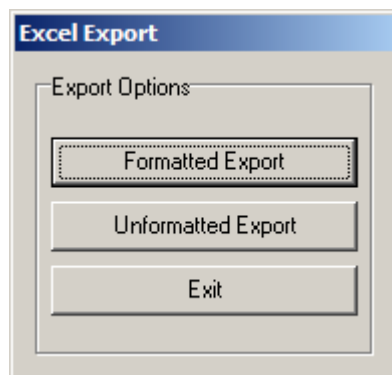 Excel Export
Export Options
Formatted Export
Unformatted Export
Exit